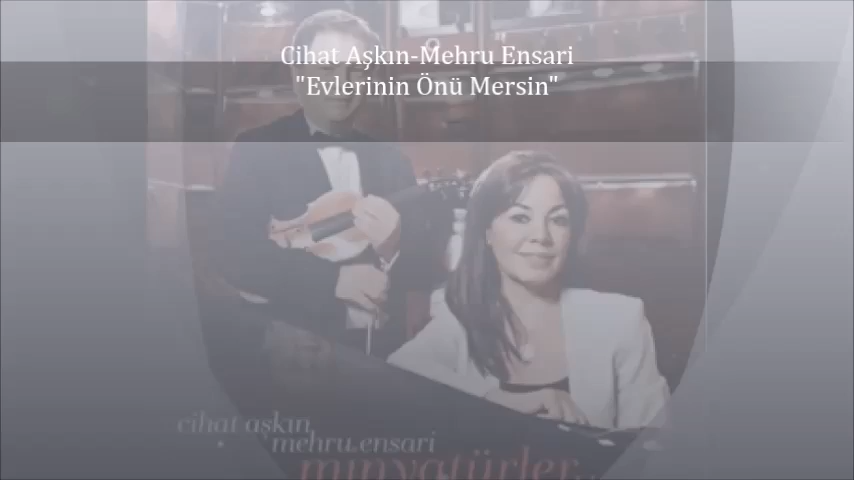 Cihat Aşkın-Mehru Ensari
"Evlerinin Önü Mersin"
cihat aşkın
mehru ensari
minyatürler...